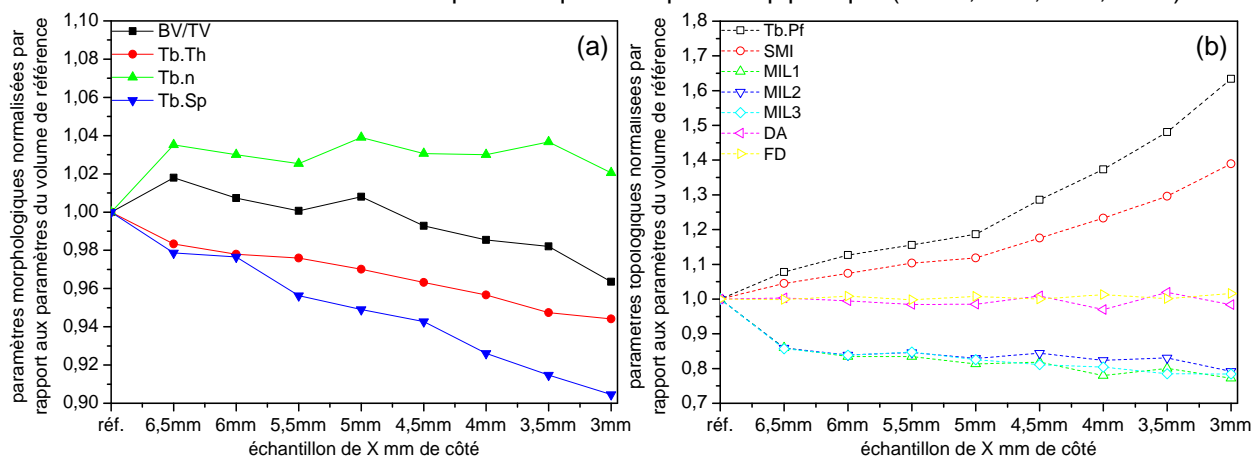 1,10
1,08
1,06
1,04
1,02
1,00
0,98
0,96
0,94
0,92
0,90
paramètres morphologiques normalisées par
rapport aux paramètres du volume de référence
BV/TV
Tb.Th
Tb.n
Tb.Sp
(a)
réf. 6,5mm 6mm 5,5mm 5mm 4,5mm 4mm 3,5mm 3mm
échantillon de X mm de côté
1,8
1,7
1,6
1,5
1,4
1,3
1,2
1,1
1,0
0,9
0,8
0,7
parametres topologiques normalisees par
rapport aux paramètres du volume de référence
Tb.Pf
SMI
MIL1
MIL2
MIL3
DA
FD
(b)
réf. 6,5mm 6mm 5,5mm 5mm 4,5mm 4mm 3,5mm 3mm
échantillon de X mm de côté